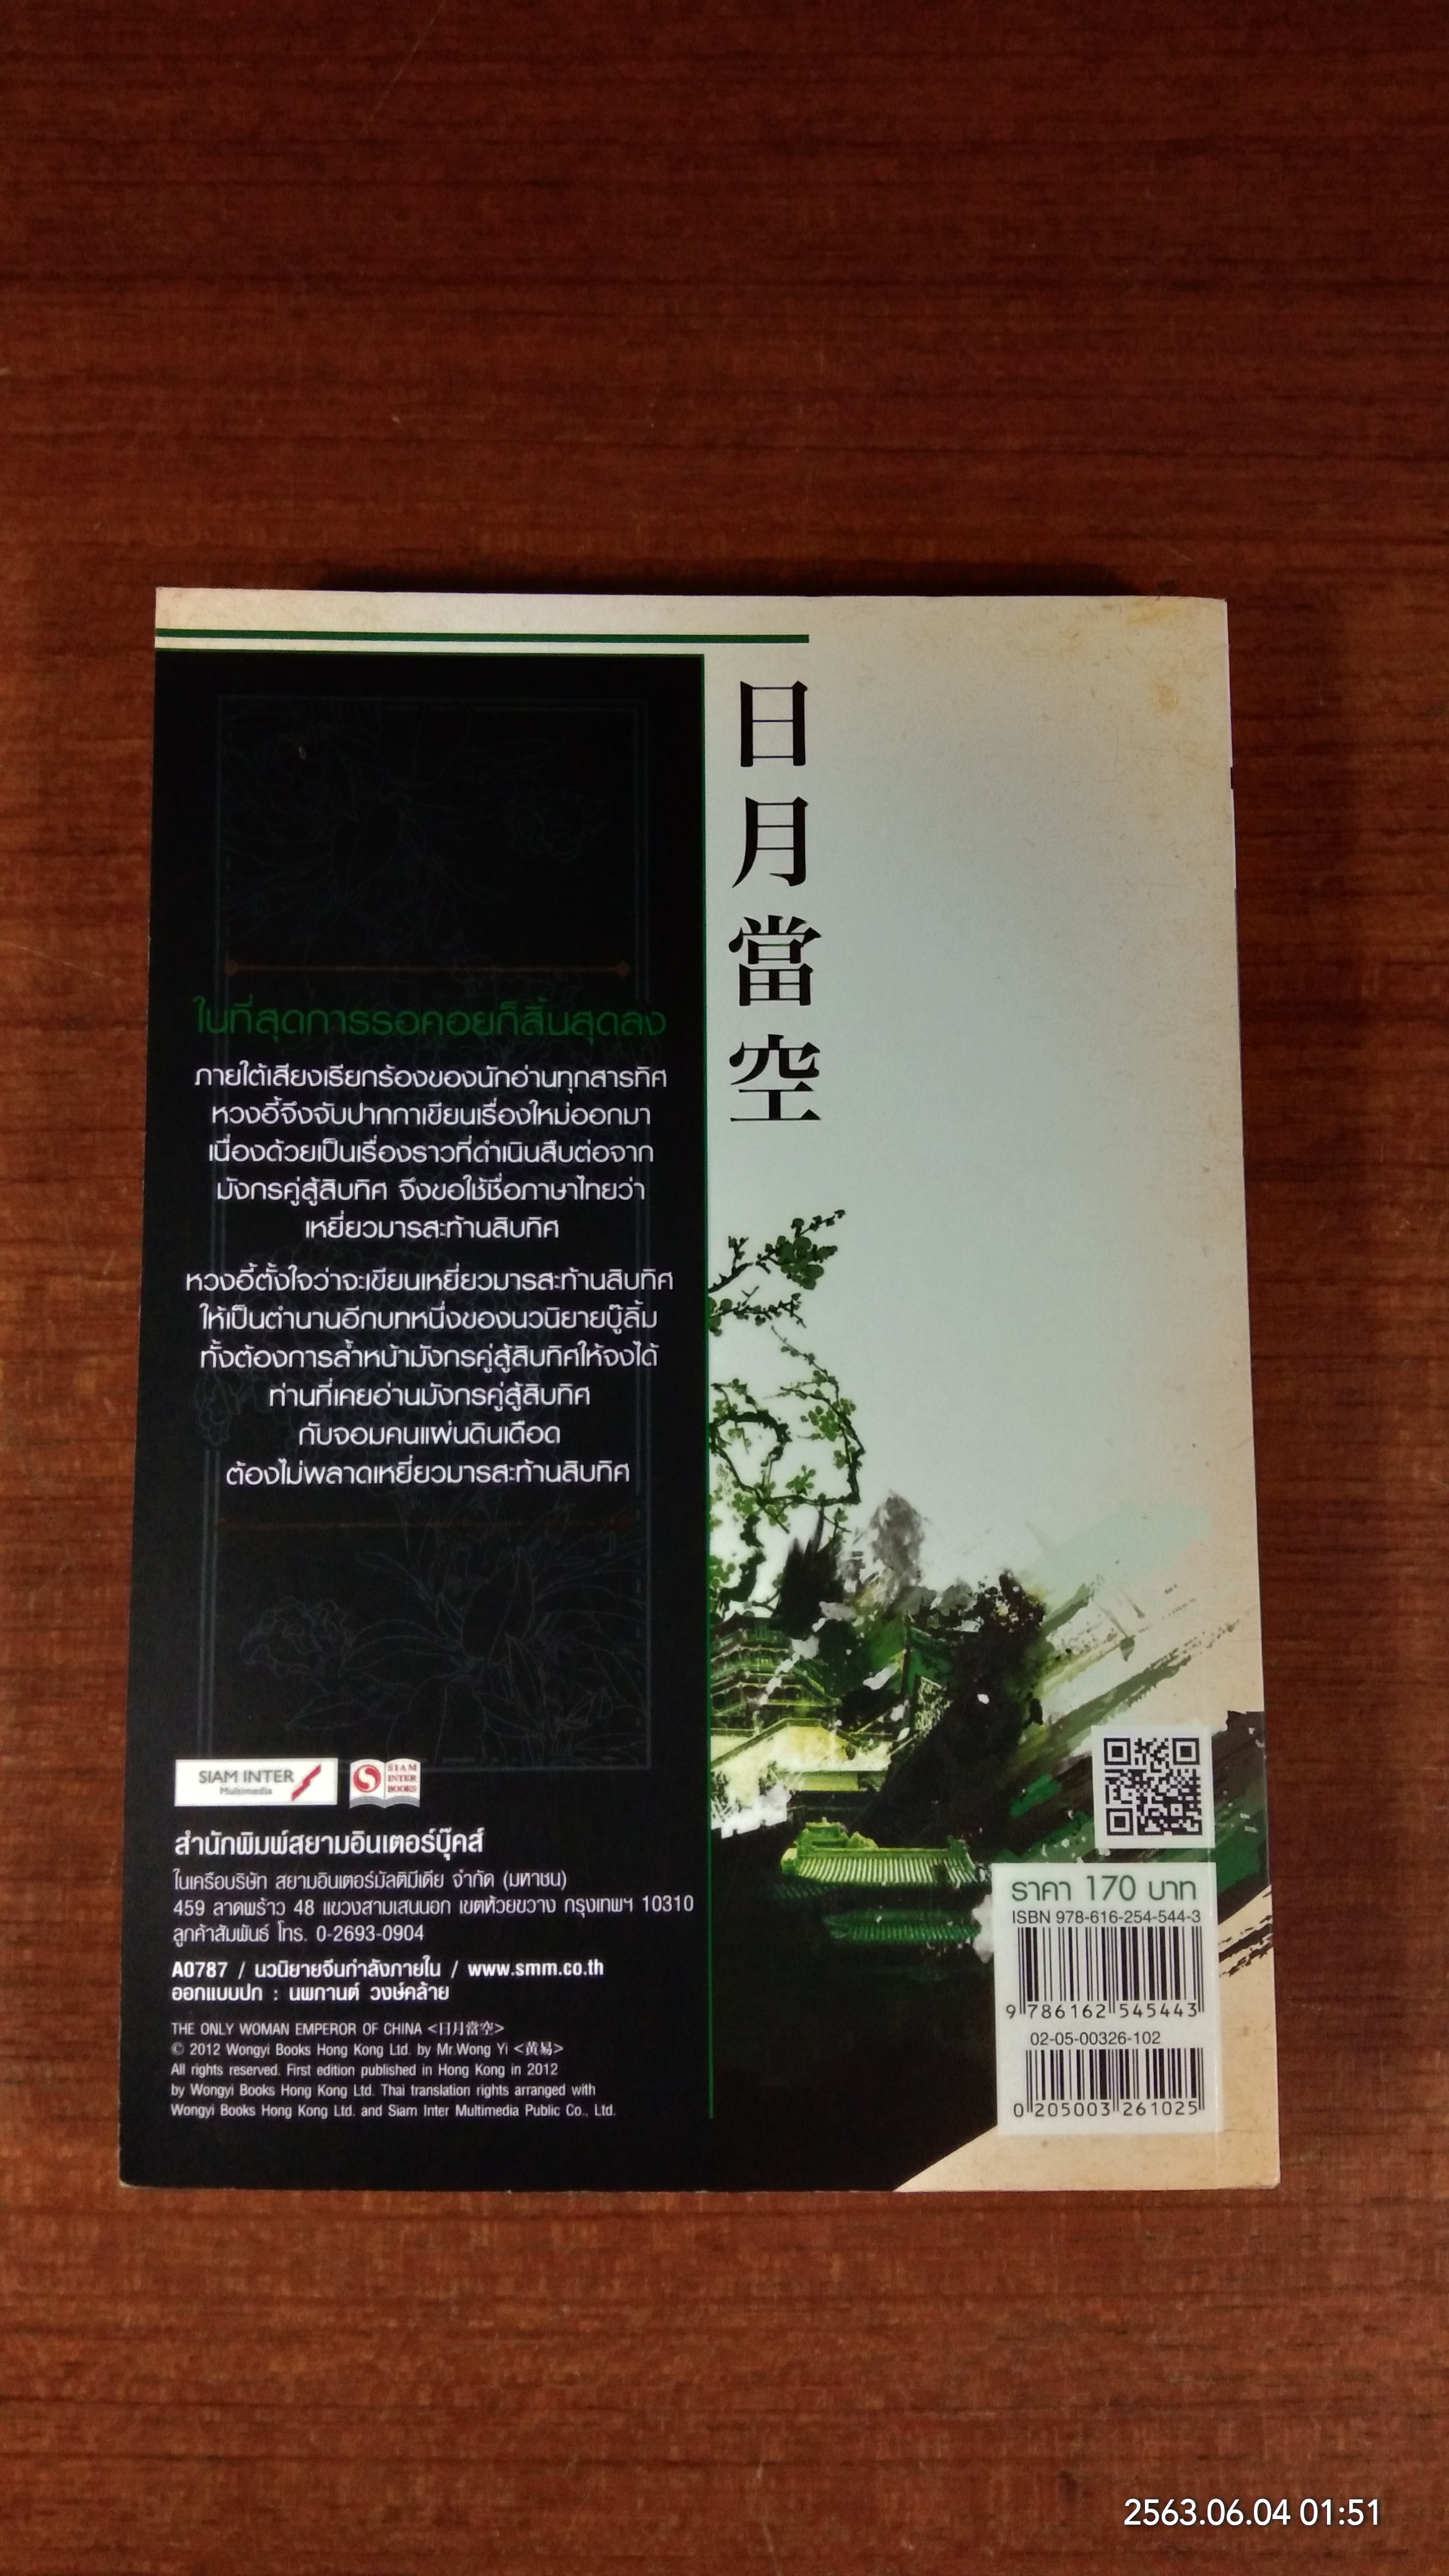 日月當空
ในที่สุดการรอคอยก็สิ้นสุดลง
ภายใต้เสียงเรียกร้องของนักอ่านทุกสารทิศ
หวงอี้จึงจับปากกาเขียนเรื่องใหม่ออกมา
เนื่องด้วยเป็นเรื่องราวที่ดำเนินสืบต่อจาก
มังกรคู่สู้สิบทิศ จึงขอใช้ชื่อภาษาไทยว่า
เหยี่ยวมารสะท้านสิบทิศ
หวงอี้ตั้งใจว่าจะเขียนเหยี่ยวมารสะท้านสิบทิศ
ให้เป็นตำนานอีกบทหนึ่งของนวนิยายบู๊ลิ้ม
ทั้งต้องการล้ำหน้ามังกรคู่สู้สิบทิศให้จงได้
ท่านที่เคยอ่านมังกรคู่สู้สิบทิศ
กับจอมคนแผ่นดินเดือด
ต้องไม่พลาดเหยี่ยวมารสะท้านสิบทิศ
SIAM INTER
Multimedia
SIAM
INTER
BOOKS
สำนักพิมพ์สยามอินเตอร์บุ๊คส์
ในเครือบริษัท สยามอินเตอร์มัลติมีเดีย จำกัด (มหาชน)
459 ลาดพร้าว 48 แขวงสามเสนนอก เขตห้วยขวาง กรุงเทพฯ 10310
ลูกค้าสัมพันธ์ โทร. 0-2693-0904
A0787 / นวนิยายจีนกำลังภายใน / www.smm.co.th
ออกแบบปก : นพกานต์ วงษ์คล้าย
THE ONLY WOMAN EMPEROR OF CHINA <日月當空>
© 2012 Wongyi Books Hong Kong Ltd. by Mr.Wong Yi <黃易>
All rights reserved. First edition published in Hong Kong in 2012
by Wongyi Books Hong Kong Ltd. Thai translation rights arranged with
Wongyi Books Hong Kong Ltd. and Siam Inter Multimedia Public Co., Ltd.
ราคา 170 บาท
ISBN 978-616-254-544-3
9 786162 545443
02-05-00326-102
0 205003 261025
2563.06.04 01:51